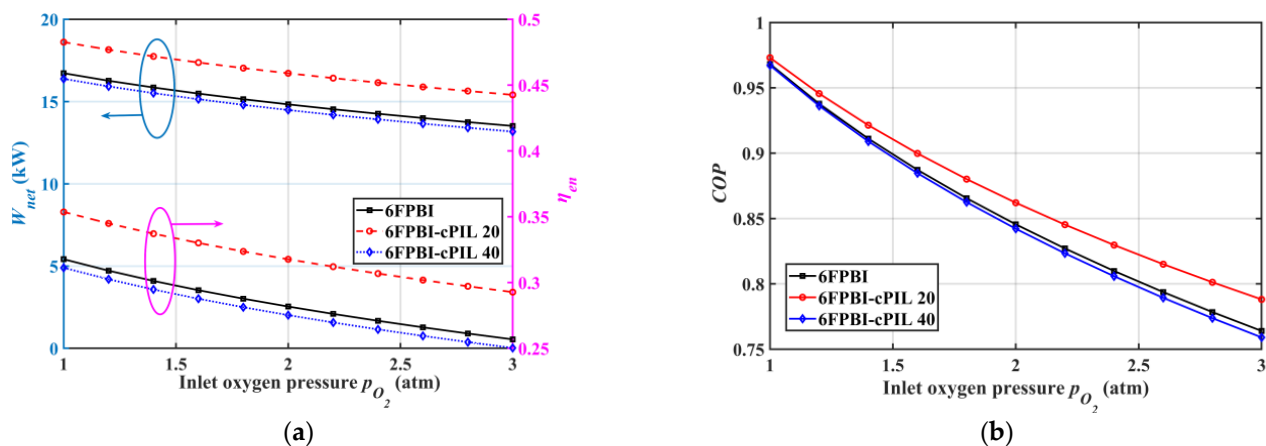 20
15
10
5
0
W_net (kW)
0.5
0.45
0.4
0.35
0.3
0.25
η_en
6FPBI
6FPBI-cPIL 20
6FPBI-cPIL 40
1
1.5
2
2.5
3
Inlet oxygen pressure p_O2 (atm)
(a)
1
0.95
0.9
0.85
0.8
0.75
COP
6FPBI
6FPBI-cPIL 20
6FPBI-cPIL 40
1
1.5
2
2.5
3
Inlet oxygen pressure p_O2 (atm)
(b)